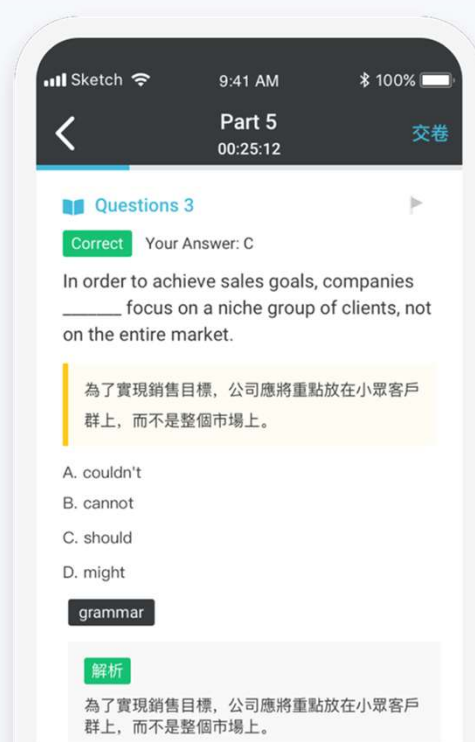 Sketch 9:41 AM 100%
Part 5
00:25:12
交卷
Questions 3
Correct Your Answer: C
In order to achieve sales goals, companies
______ focus on a niche group of clients, not
on the entire market.
為了實現銷售目標，公司應將重點放在小眾客戶
群上，而不是整個市場上。
A. couldn't
B. cannot
C. should
D. might
grammar
解析
為了實現銷售目標，公司應將重點放在小眾客戶
群上，而不是整個市場上。